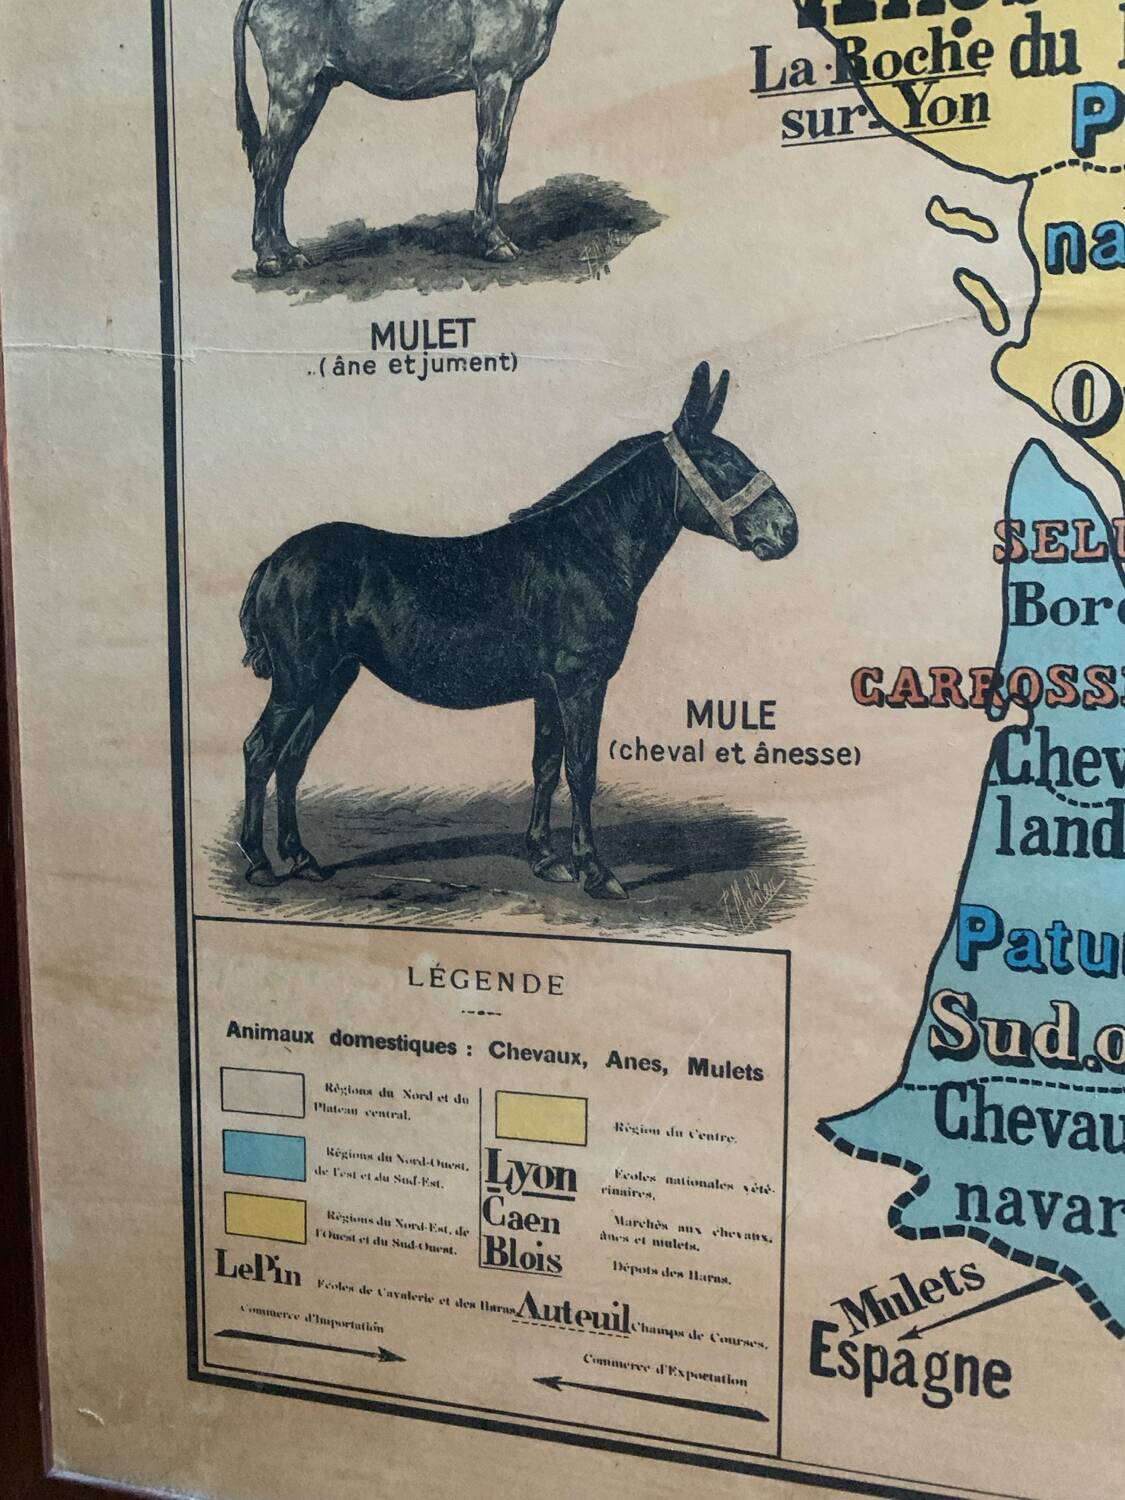 La Roche
sur-Yon
du
P
na
MULET
(âne et jument)
O
SEL
Bor
CARROSS
MULE
(cheval et ânesse)
Chev
land
Patu
Sud.o
Chevau
navar
Mulets
Espagne
LÉGENDE
Animaux domestiques : Chevaux, Anes, Mulets
Régions du Nord et du
Plateau central.
Régions du Nord-Ouest,
de l'est et du Sud-Est.
Régions du Nord-Est, de
l'Ouest et du Sud-Ouest.
Le Pin
Ecoles de Cavalerie et des Haras
Commerce d'Importation
Région du Centre.
Lyon
Ecoles nationales vété-
rinaires.
Caen
Marchés aux chevaux,
ânes et mulets.
Blois
Dépots des Haras.
Auteuil
Champs de Courses.
Commerce d'Exportation